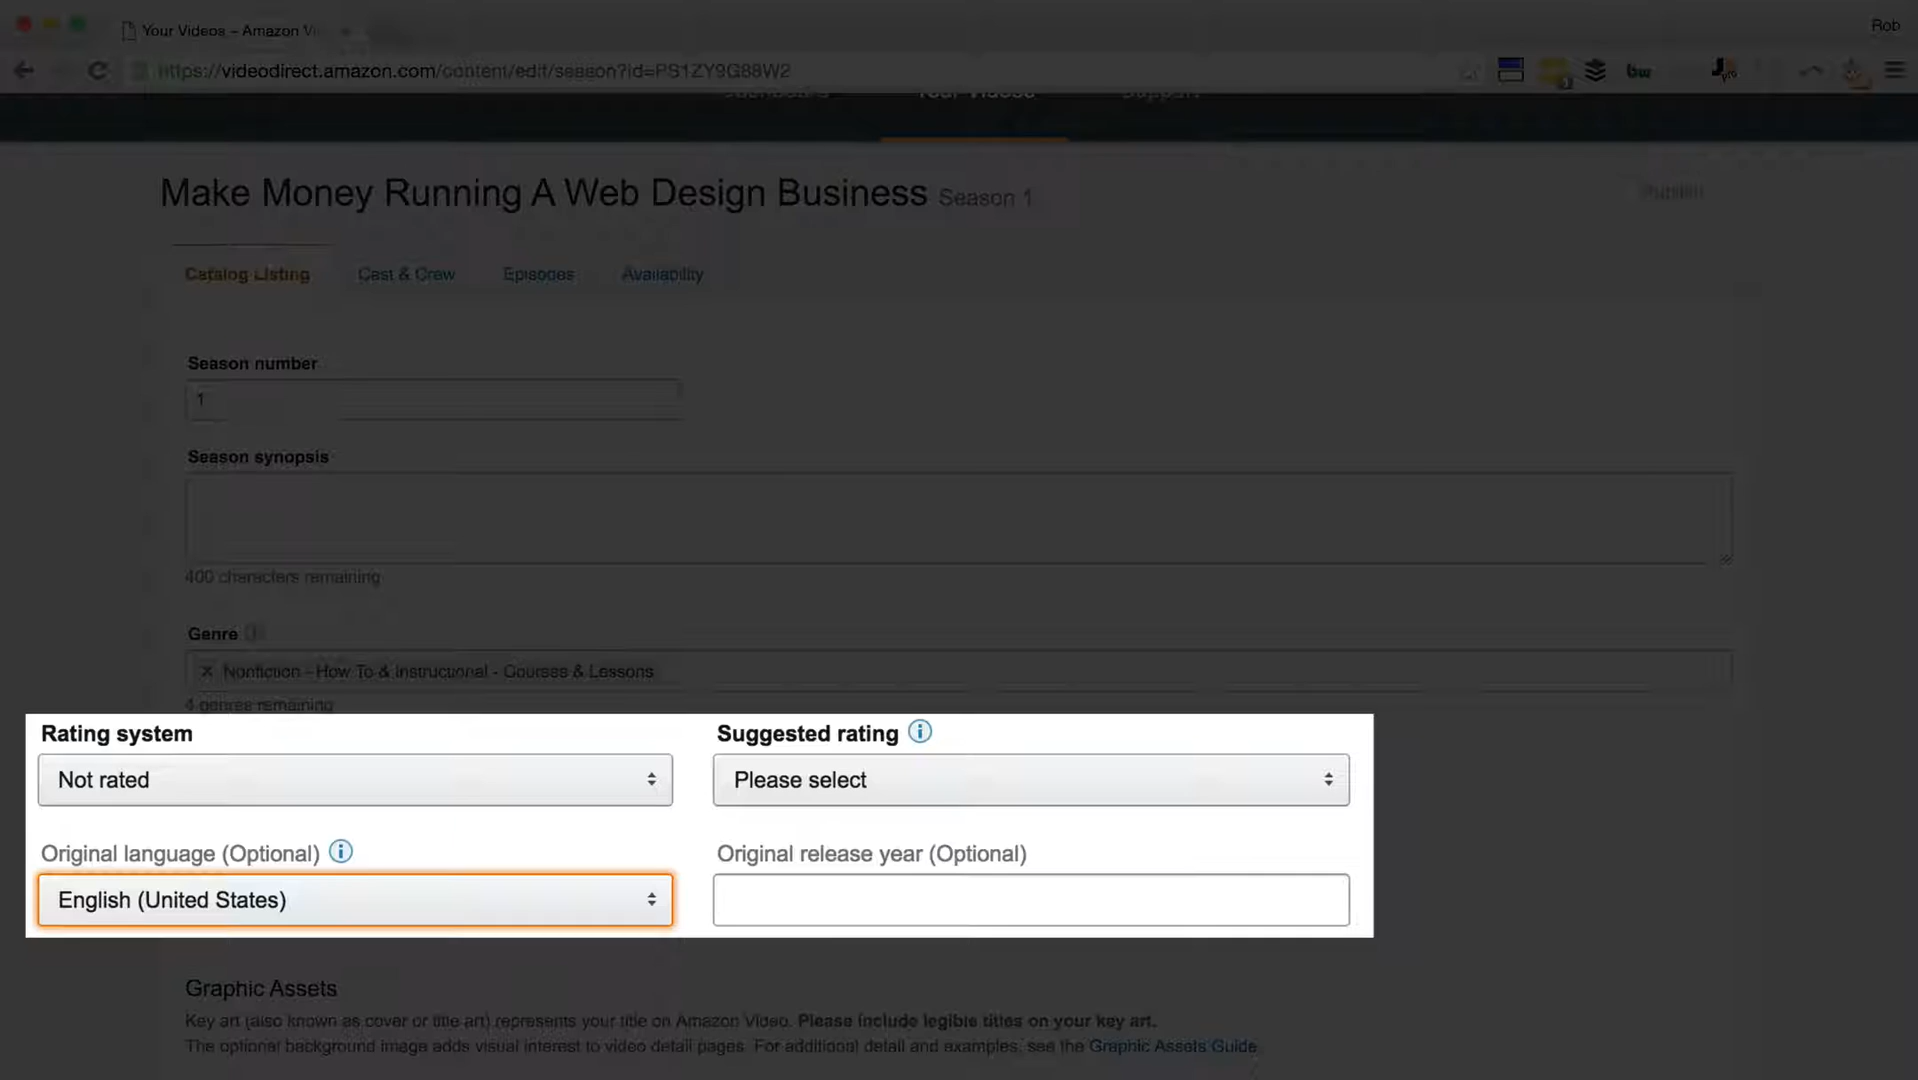 Rob
Your Videos – Amazon Vi
https://videodirect.amazon.com/content/edit/season?id=PS1ZY9G88W2
Your Videos Support
Make Money Running A Web Design Business Season 1
Publish
Catalog Listing Cast & Crew Episodes Availability
Season number
1
Season synopsis
400 characters remaining
Genre
× Nonfiction - How To & Instructional - Courses & Lessons
4 genres remaining
Rating system Suggested rating
Not rated Please select
Original language (Optional) Original release year (Optional)
English (United States)
Graphic Assets
Key art (also known as cover or title art) represents your title on Amazon Video. Please include legible titles on your key art.
The optional background image adds visual interest to video detail pages. For additional detail and examples, see the Graphic Assets Guide.